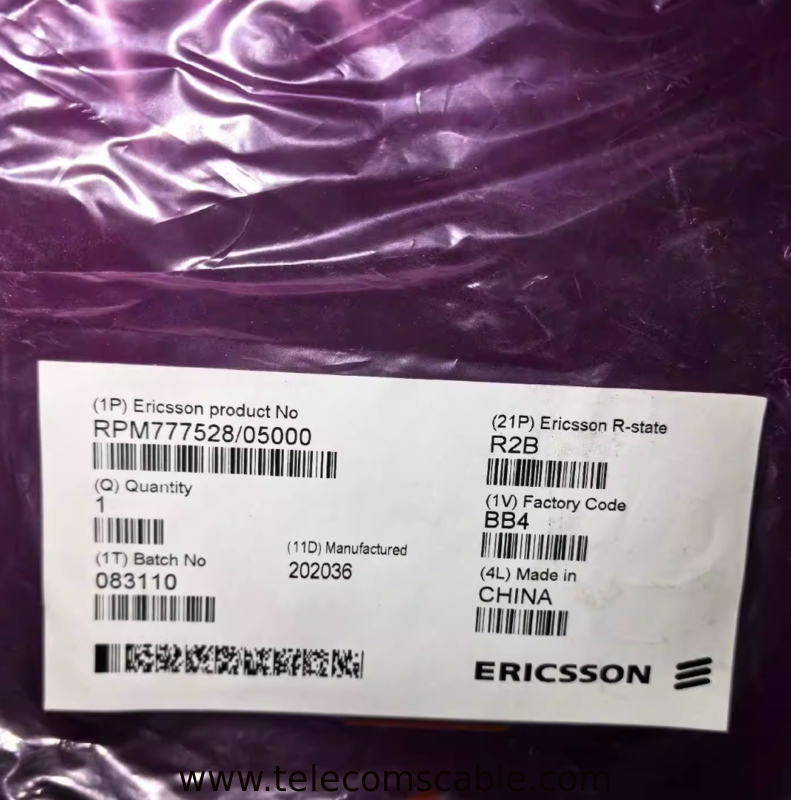 (1P) Ericsson product No
RPM777528/05000
(Q) Quantity
1
(1T) Batch No
083110
(11D) Manufactured
202036
(21P) Ericsson R-state
R2B
(1V) Factory Code
BB4
(4L) Made in
CHINA
ERICSSON
www.telecomscable.com